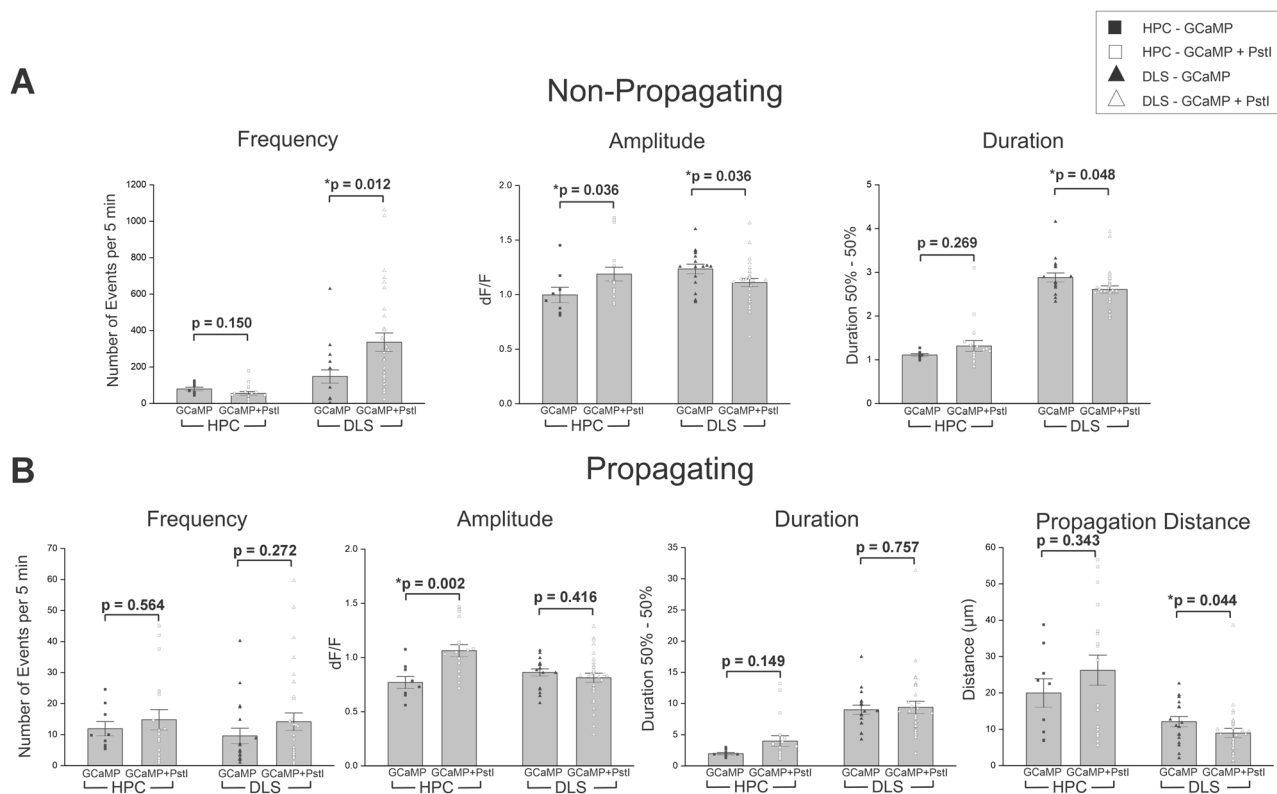 HPC - GCaMP
HPC - GCaMP + PstI
DLS - GCaMP
DLS - GCaMP + PstI
A
Non-Propagating
Frequency
Number of Events per 5 min
1200
1000
800
600
400
200
0
p = 0.150
*p = 0.012
GCaMP GCaMP+PstI GCaMP GCaMP+PstI
HPC DLS
Amplitude
dF/F
2.0
1.5
1.0
0.5
0.0
*p = 0.036
*p = 0.036
GCaMP GCaMP+PstI GCaMP GCaMP+PstI
HPC DLS
Duration
Duration 50% - 50%
5
4
3
2
1
0
p = 0.269
*p = 0.048
GCaMP GCaMP+PstI GCaMP GCaMP+PstI
HPC DLS
B
Propagating
Frequency
Number of Events per 5 min
70
60
50
40
30
20
10
0
p = 0.564
p = 0.272
GCaMP GCaMP+PstI GCaMP GCaMP+PstI
HPC DLS
Amplitude
dF/F
2.0
1.5
1.0
0.5
0.0
*p = 0.002
p = 0.416
GCaMP GCaMP+PstI GCaMP GCaMP+PstI
HPC DLS
Duration
Duration 50% - 50%
35
30
25
20
15
10
5
0
p = 0.149
p = 0.757
GCaMP GCaMP+PstI GCaMP GCaMP+PstI
HPC DLS
Propagation Distance
Distance (μm)
60
50
40
30
20
10
0
p = 0.343
*p = 0.044
GCaMP GCaMP+PstI GCaMP GCaMP+PstI
HPC DLS